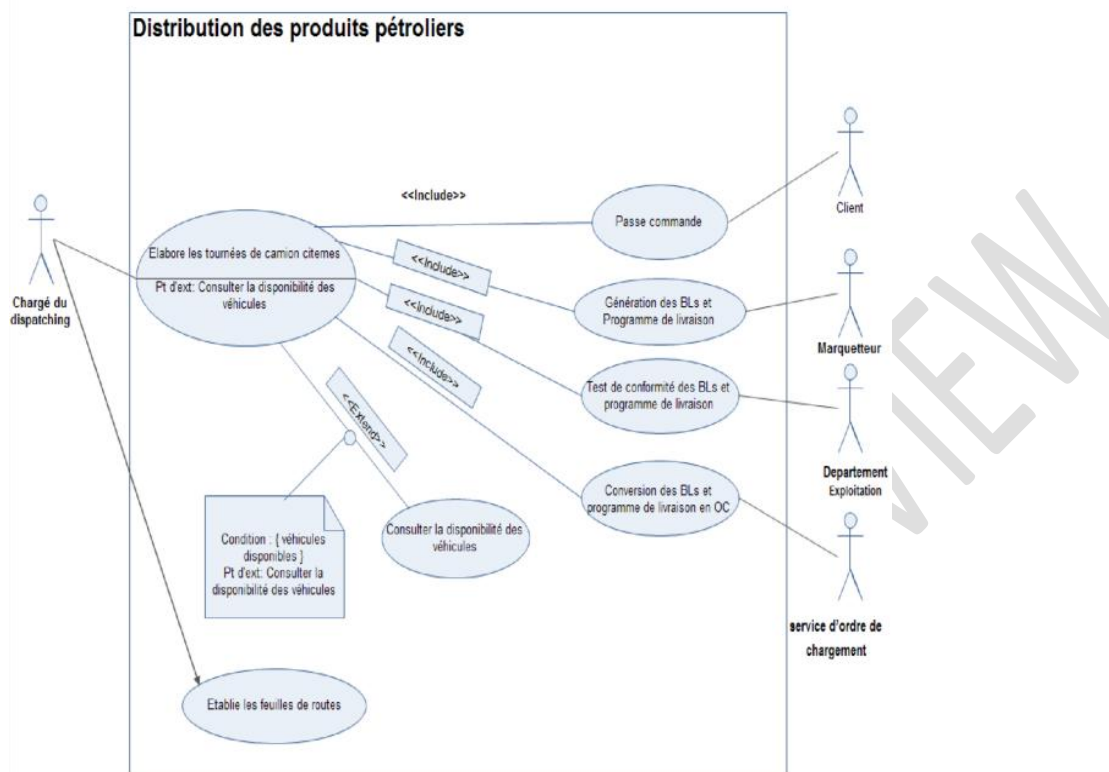 Distribution des produits pétroliers
<<Include>>
Client
Passe commande
Elabore les tournées de camion citernes
Pt d'ext: Consulter la disponibilité des
véhicules
Chargé du
dispatching
<<Include>>
Génération des BLs et
Programme de livraison
Marquetteur
<<Include>>
Test de conformité des BLs et
programme de livraison
Departement
Exploitation
<<Include>>
Conversion des BLs et
programme de livraison en OC
service d'ordre de
chargement
<<Extend>>
Condition : { véhicules
disponibles }
Pt d'ext: Consulter la
disponibilité des véhicules
Consulter la disponibilité des
véhicules
Etablie les feuilles de routes
IEW